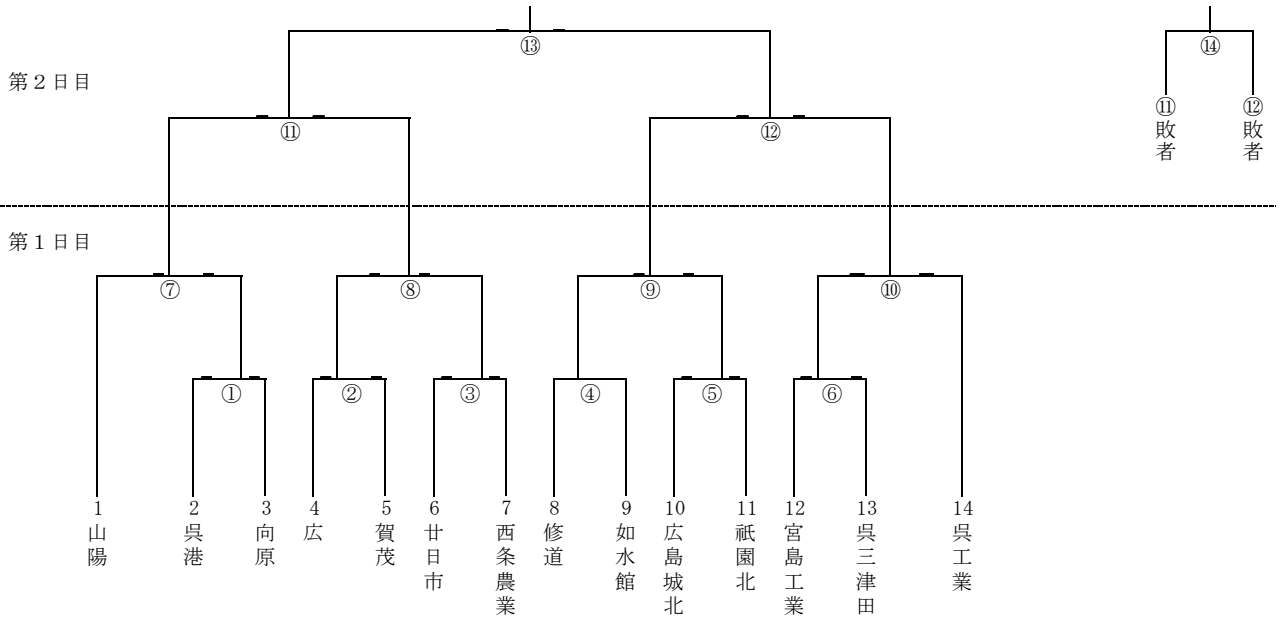 ⑬
⑭
第２日目
⑪敗者
⑫敗者
⑪
⑫
第１日目
⑦
⑧
⑨
⑩
①
②
③
④
⑤
⑥
1 山陽
2 呉港
3 向原
4 広
5 賀茂
6 廿日市
7 西条農業
8 修道
9 如水館
10 広島城北
11 祇園北
12 宮島工業
13 呉三津田
14 呉工業